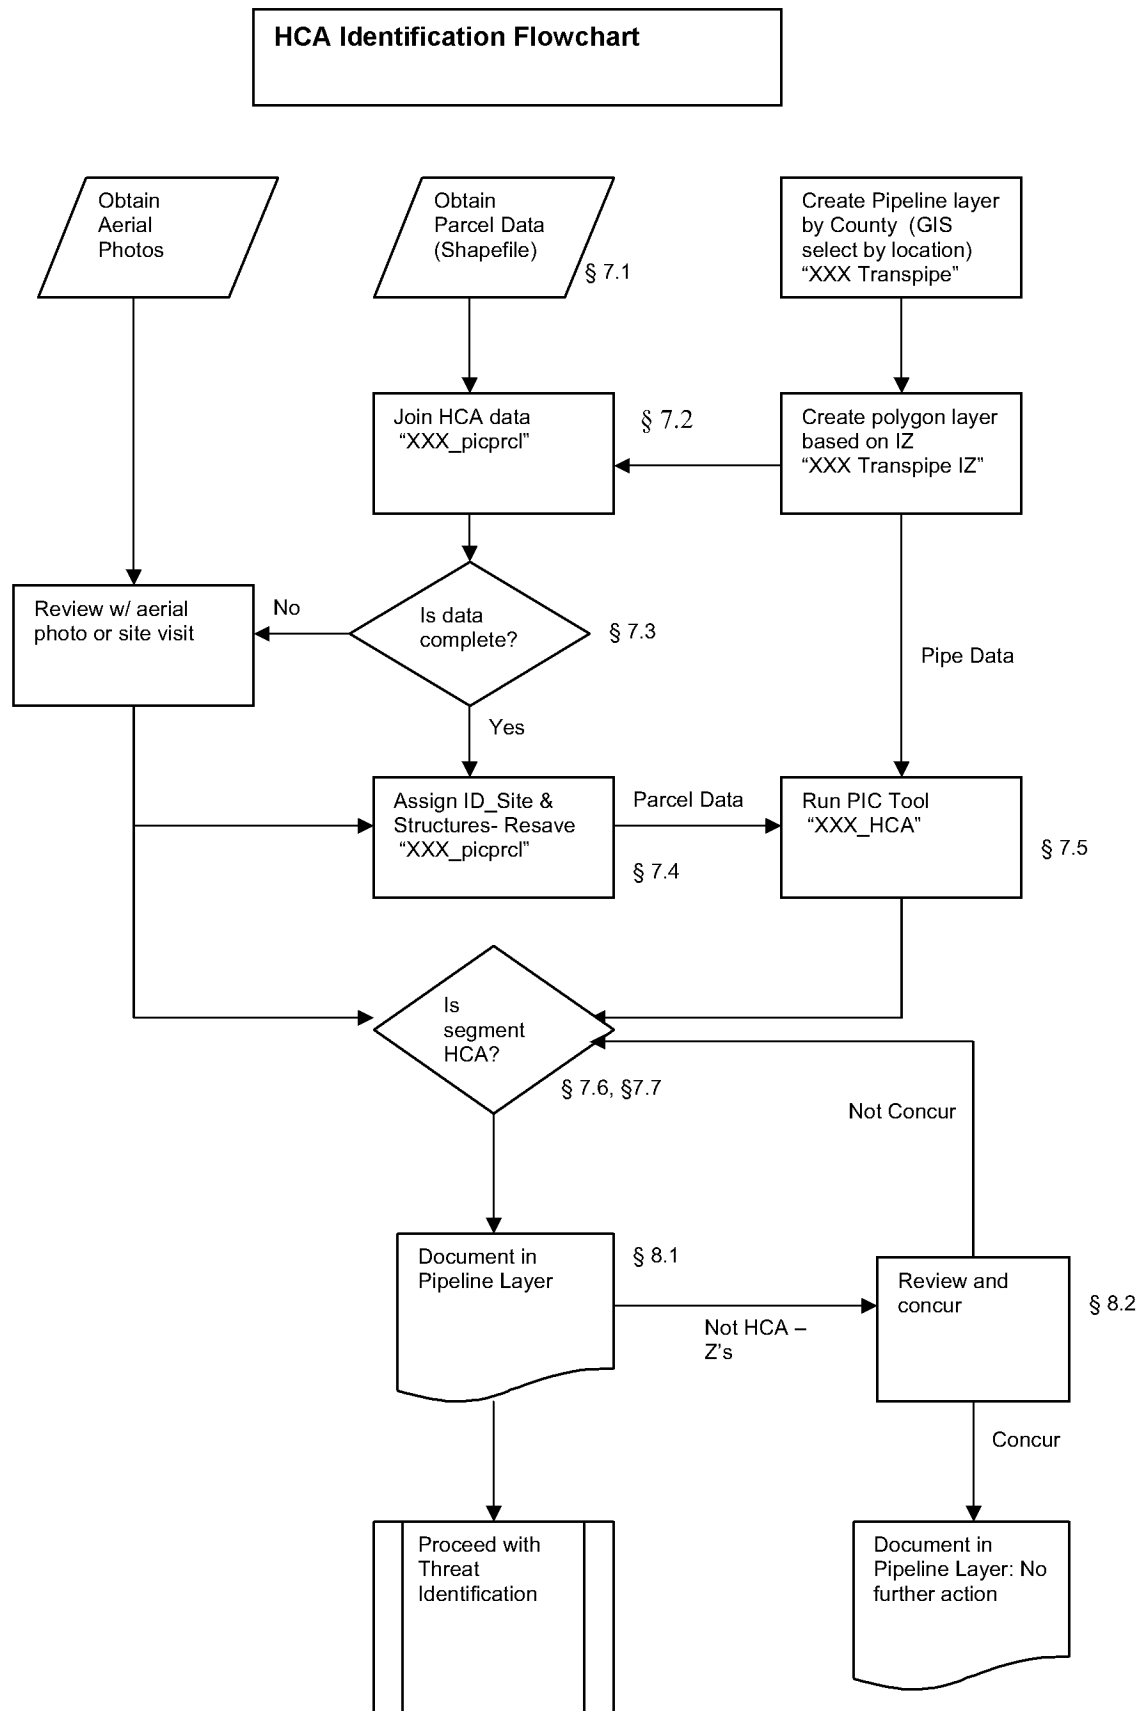 HCA Identification Flowchart
Obtain
Aerial
Photos
Obtain
Parcel Data
(Shapefile)
§ 7.1
Create Pipeline layer
by County  (GIS
select by location)
“XXX Transpipe”
Join HCA data
“XXX_picprcl”
§ 7.2
Create polygon layer
based on IZ
“XXX Transpipe IZ”
Review w/ aerial
photo or site visit
No
Is data
complete?
§ 7.3
Pipe Data
Yes
Assign ID_Site &
Structures- Resave
“XXX_picprcl”
Parcel Data
§ 7.4
Run PIC Tool
“XXX_HCA”
§ 7.5
Is
segment
HCA?
§ 7.6, §7.7
Not Concur
Document in
Pipeline Layer
§ 8.1
Not HCA –
Z’s
Review and
concur
§ 8.2
Concur
Proceed with
Threat
Identification
Document in
Pipeline Layer: No
further action